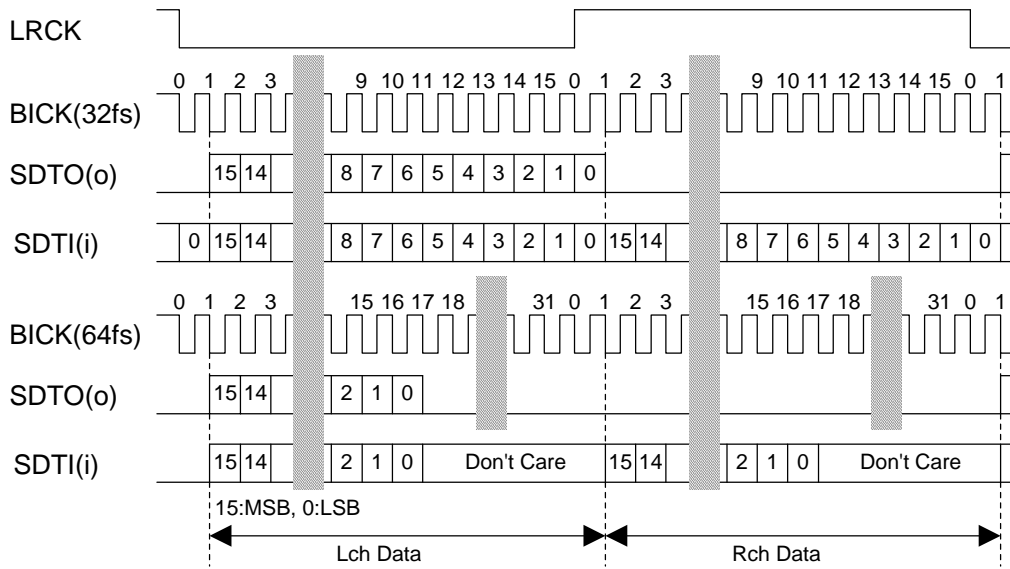 LRCK
0 1 2 3 9 10 11 12 13 14 15 0 1 2 3 9 10 11 12 13 14 15 0 1
BICK(32fs)
SDTO(o) 15 14 8 7 6 5 4 3 2 1 0
SDTI(i) 0 15 14 8 7 6 5 4 3 2 1 0 15 14 8 7 6 5 4 3 2 1 0
0 1 2 3 15 16 17 18 31 0 1 2 3 15 16 17 18 31 0 1
BICK(64fs)
SDTO(o) 15 14 2 1 0
SDTI(i) 15 14 2 1 0 Don't Care 15 14 2 1 0 Don't Care
15:MSB, 0:LSB
Lch Data Rch Data